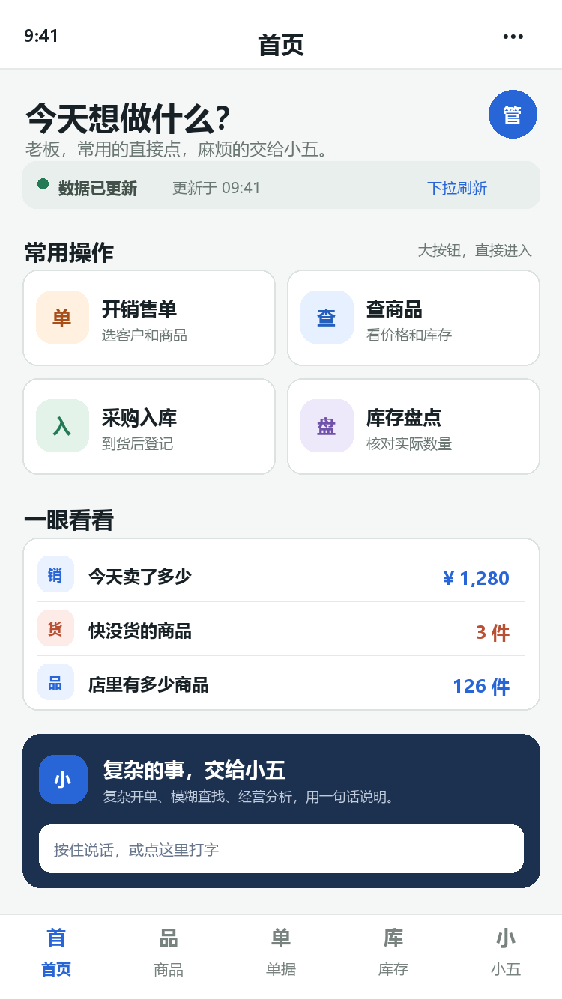 9:41
首页
•••
今天想做什么?
管
老板，常用的直接点，麻烦的交给小五。
数据已更新 更新于 09:41 下拉刷新
常用操作 大按钮，直接进入
单 开销售单
选客户和商品
查 查商品
看价格和库存
入 采购入库
到货后登记
盘 库存盘点
核对实际数量
一眼看看
销 今天卖了多少 ¥ 1,280
货 快没货的商品 3 件
品 店里有多少商品 126 件
小 复杂的事，交给小五
复杂开单、模糊查找、经营分析，用一句话说明。
按住说话，或点这里打字
首 品 单 库 小
首页 商品 单据 库存 小五